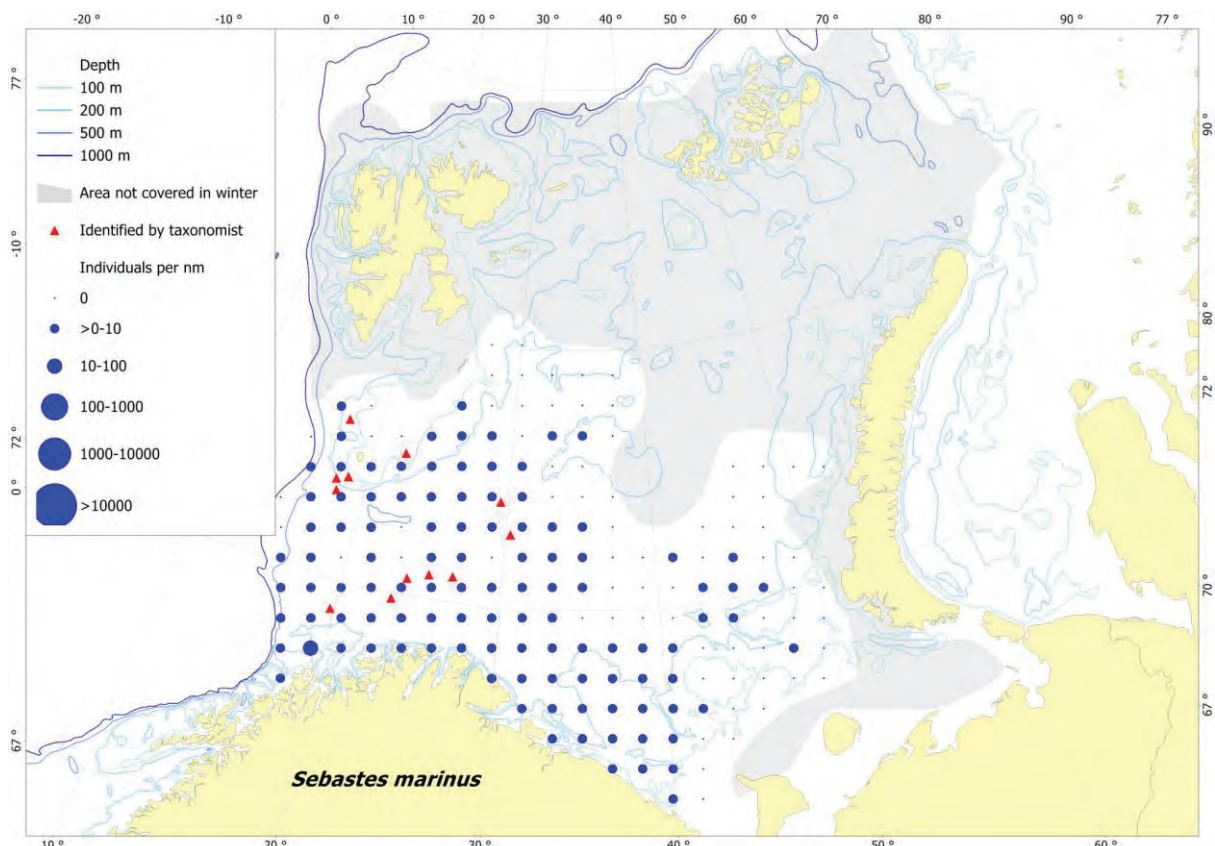 -20 ° -10 ° 0 ° 10 ° 20 ° 30 ° 40 ° 50 ° 60 ° 70 ° 80 ° 90 ° 77 °
Depth
100 m
200 m
500 m
1000 m
Area not covered in winter
Identified by taxonomist
Individuals per nm
0
>0-10
10-100
100-1000
1000-10000
>10000
77 °
-10 °
72 °
0 °
67 °
90 °
80 °
72 °
70 °
67 °
Sebastes marinus
10 ° 20 ° 30 ° 40 ° 50 ° 60 °